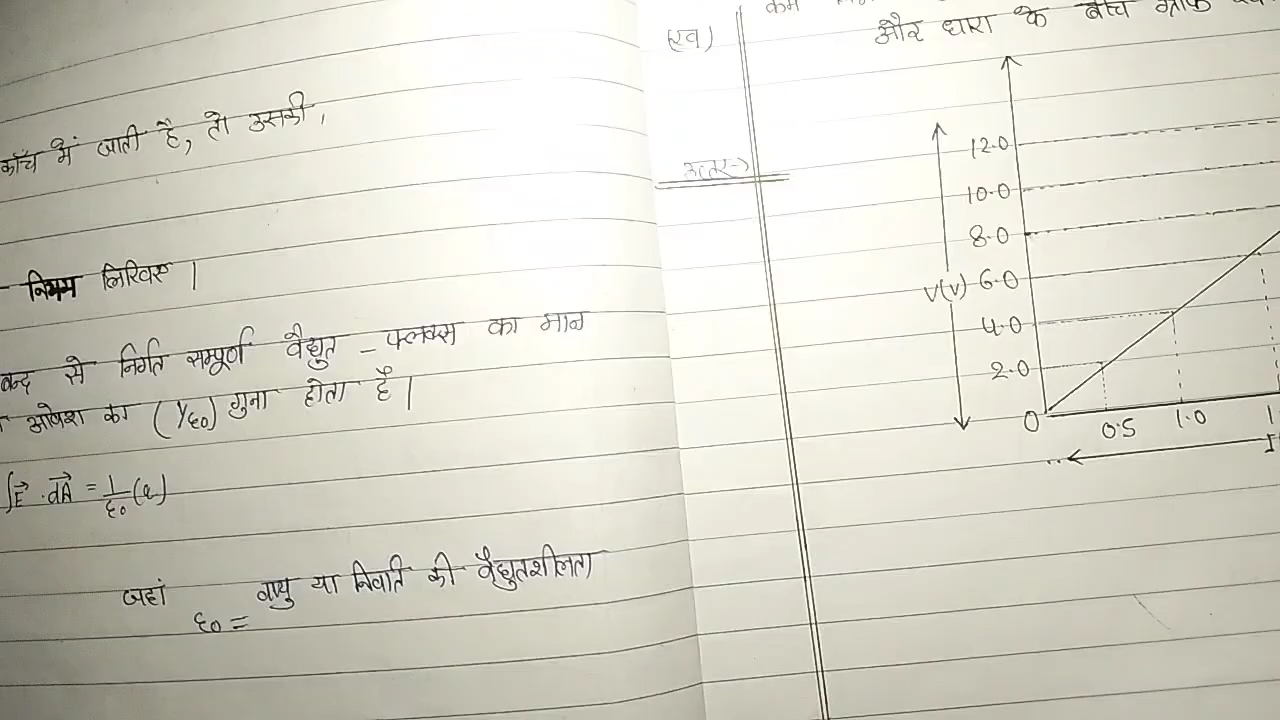 काँच में जाती है, तो उसकी,
नियम लिखिए ।
बन्द से निर्गत सम्पूर्ण वैद्युत - फ्लक्स का मान
आवेश का (1/ε0) गुना होता है |
∫E⃗ . dA⃗ = 1/ε0 (q)
जहां
ε0 = वायु या निर्वात की वैद्युतशीलता
(ख)
और धारा के बीच ग्राफ
उत्तर→
12.0
10.0
8.0
V(V) 6.0
4.0
2.0
0
0.5 1.0 1
I